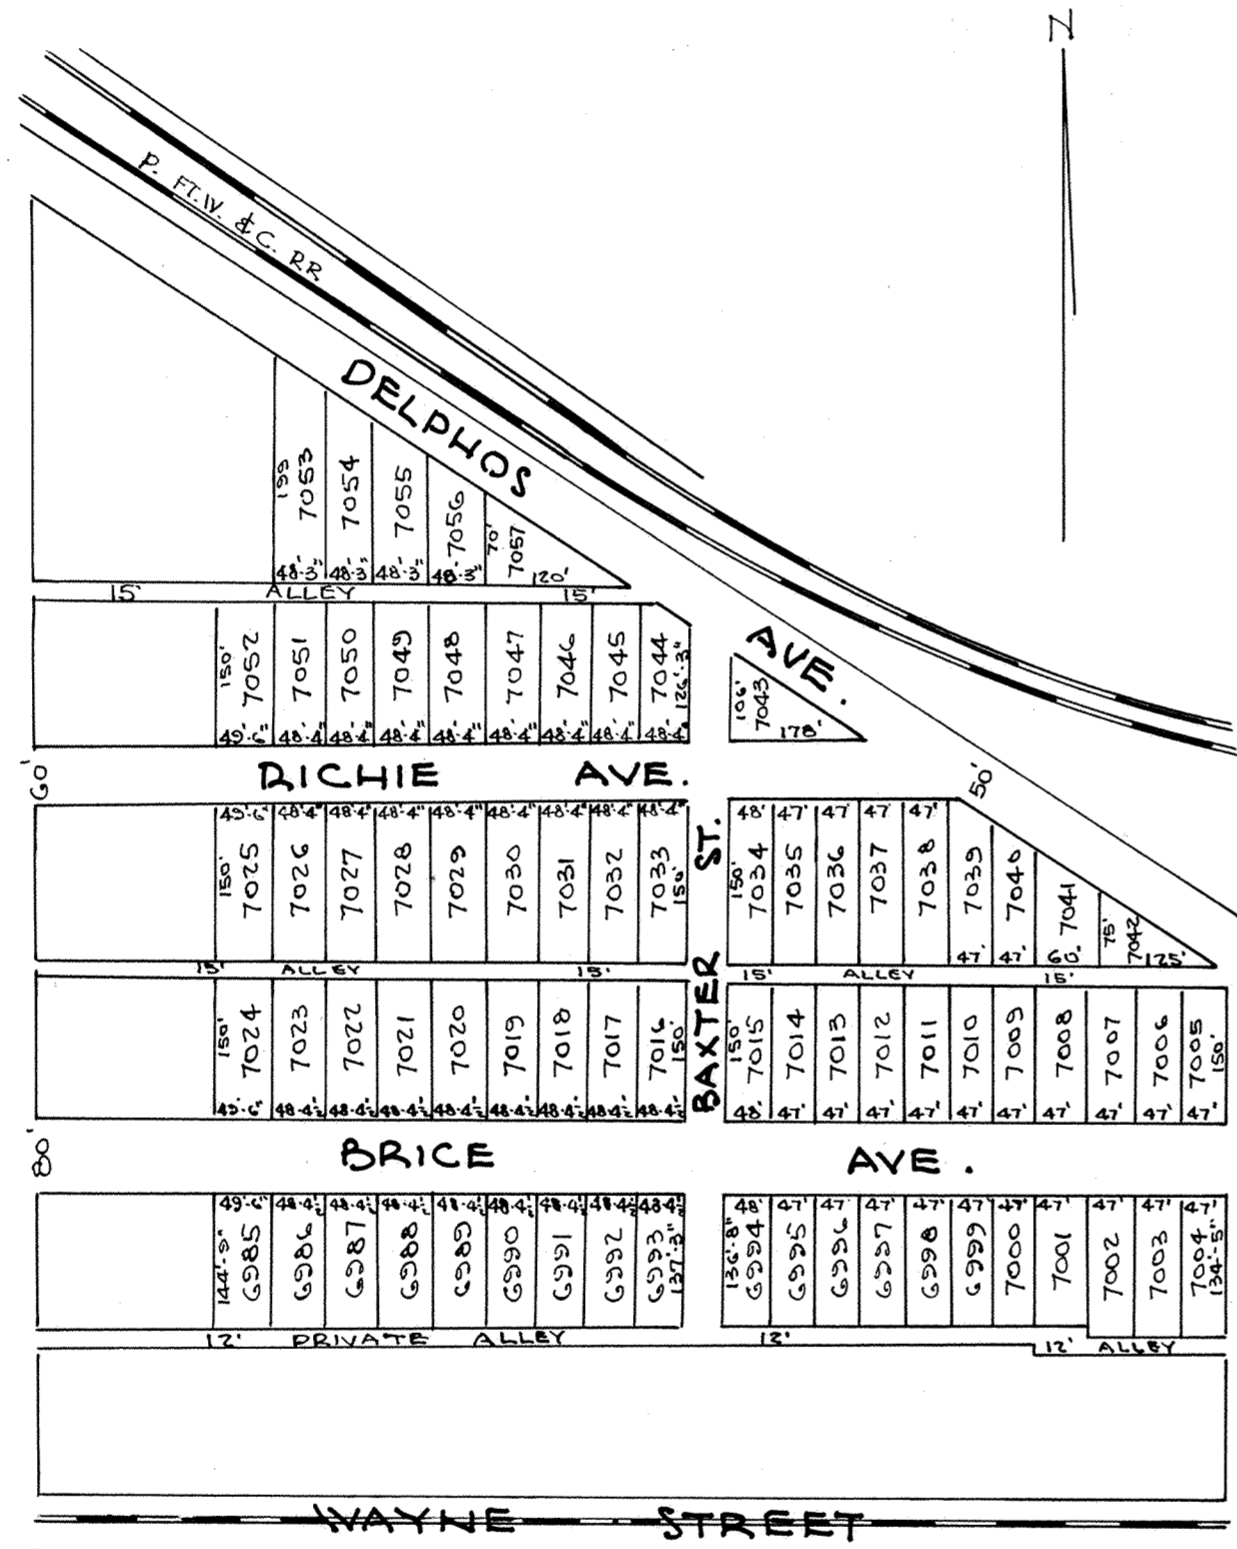 N
P. FT. W. & C. RR
DELPHOS
AVE.
199 7053 7054 7055 7056 70' 7057
48'-3" 48'-3 48'-3" 48'-3" 120'
15' ALLEY 15'
150' 7052 7051 7050 7049 7048 7047 7046 7045 7044 126'-3"
49'-6" 48'-4" 48'-4" 48'-4" 48'-4" 48'-4" 48'-4" 48'-4" 48'-4"
106' 7043 178'
60' RICHIE AVE.
50'
49'-6" 48'-4" 48'-4" 48'-4" 48'-4" 48'-4" 48'-4" 48'-4" 48'-4"
150' 7025 7026 7027 7028 7029 7030 7031 7032 7033 150'
BAXTER ST.
48' 47' 47' 47' 47'
150' 7034 7035 7036 7037 7038 7039 7040 7041 75' 7042
47' 47' 60' 125'
15' ALLEY 15' 15' ALLEY 15'
150' 7024 7023 7022 7021 7020 7019 7018 7017 7016 150'
49'-6" 48-4½ 48-4½ 48-4½ 48-4½ 48-4½ 48-4½ 48-4½ 48-4½
150' 7015 7014 7013 7012 7011 7010 7009 7008 7007 7006 7005 150'
48' 47' 47' 47' 47' 47' 47' 47' 47' 47' 47'
80' BRICE AVE.
49'-6" 48-4½ 48-4½ 48-4½ 48-4½ 48-4½ 48-4½ 48-4½ 48-4½
144'-9" 6985 6986 6987 6988 6989 6990 6991 6992 6993 137'-3"
48' 47' 47' 47' 47' 47' 47' 47' 47' 47' 47'
136'-8" 6994 6995 6996 6997 6998 6999 7000 7001 7002 7003 7004 134'-5"
12' PRIVATE ALLEY 12' 12' ALLEY
WAYNE STREET